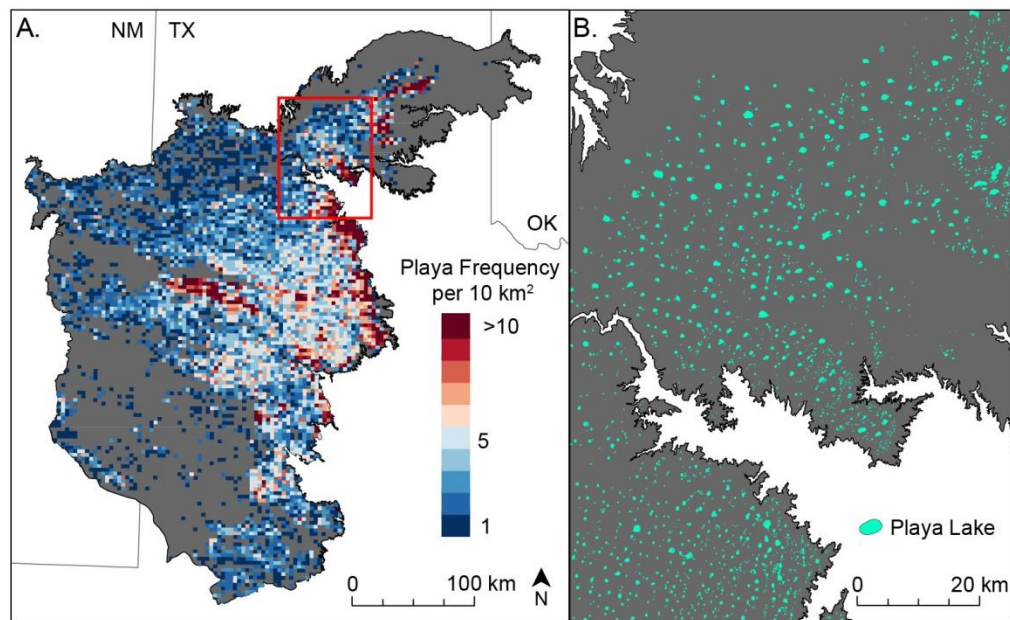 A.
NM TX
OK
Playa Frequency
per 10 km²
>10
5
1
0 100 km
N
B.
Playa Lake
0 20 km